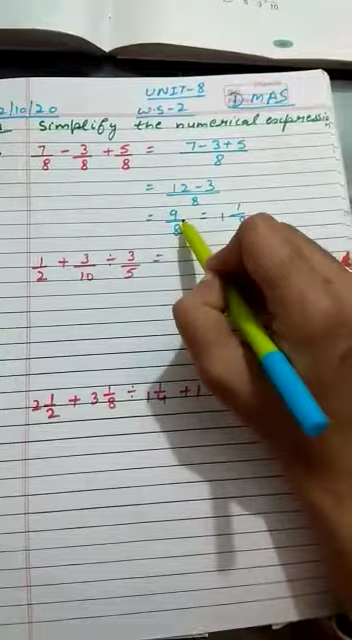 UNIT-8
2/10/20 W.S-2 DMAS
Simplify the numerical expression
7/8 - 3/8 + 5/8 = 7-3+5/8
= 12-3/8
= 9/8 = 1 1/8
1/2 + 3/10 ÷ 3/5 =
2 1/2 + 3 1/8 ÷ 1 1/4 + 1